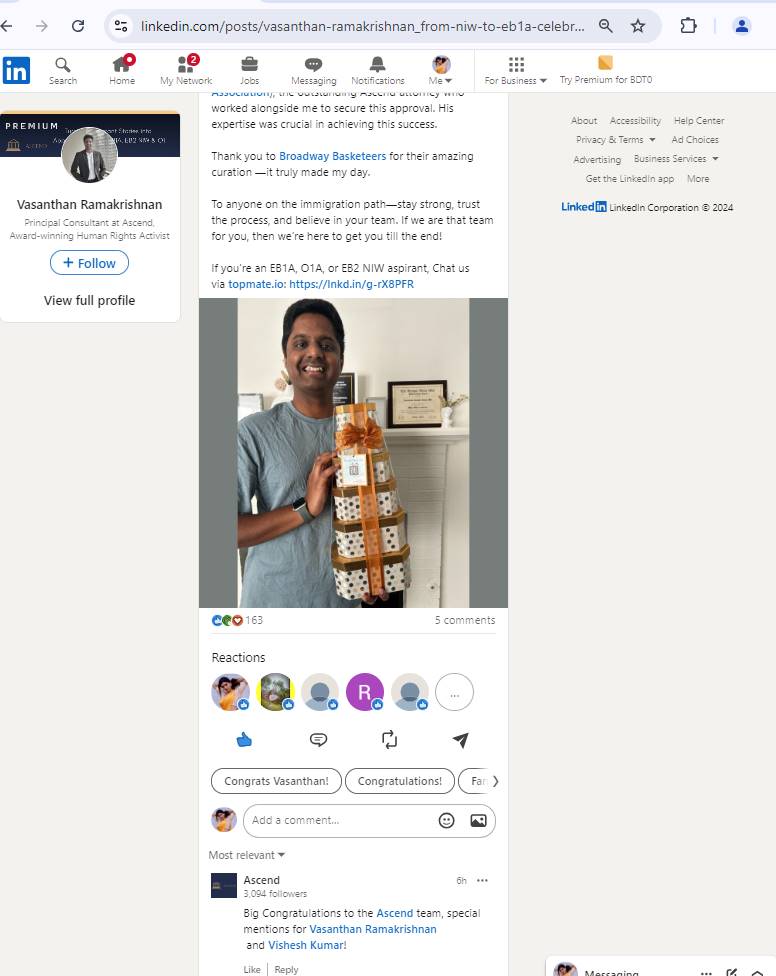 linkedin.com/posts/vasanthan-ramakrishnan_from-niw-to-eb1a-celebr...
in
Search
Home
2
My Network
Jobs
Messaging
Notifications
Me
For Business
Try Premium for BDT0
PREMIUM
ASCEND
Vasanthan Ramakrishnan
Principal Consultant at Ascend,
Award-winning Human Rights Activist
+ Follow
View full profile
Association), the outstanding Ascend attorney who
worked alongside me to secure this approval. His
expertise was crucial in achieving this success.
Thank you to Broadway Basketeers for their amazing
curation —it truly made my day.
To anyone on the immigration path—stay strong, trust
the process, and believe in your team. If we are that team
for you, then we're here to get you till the end!
If you're an EB1A, O1A, or EB2 NIW aspirant, Chat us
via topmate.io: https://lnkd.in/g-rX8PFR
163
5 comments
Reactions
R
...
Congrats Vasanthan!
Congratulations!
Add a comment...
Most relevant
Ascend
6h
3,094 followers
Big Congratulations to the Ascend team, special
mentions for Vasanthan Ramakrishnan
and Vishesh Kumar!
Like
Reply
About
Accessibility
Help Center
Privacy & Terms
Ad Choices
Advertising
Business Services
Get the LinkedIn app
More
LinkedIn LinkedIn Corporation © 2024
Messaging